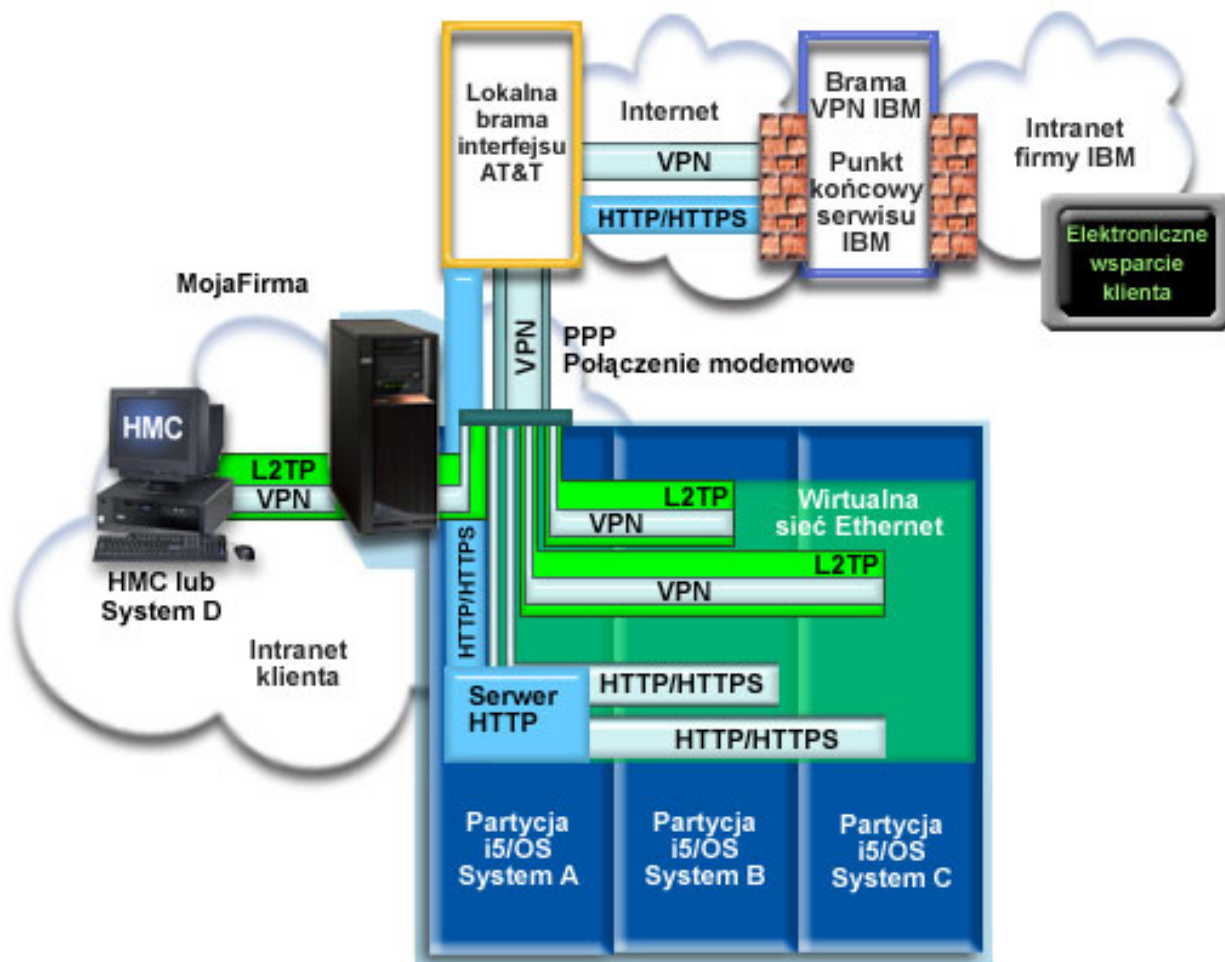 Lokalna
brama
interfejsu
AT&T
Internet
VPN
HTTP/HTTPS
Brama
VPN IBM
Punkt
końcowy
serwisu
IBM
Intranet
firmy IBM
Elektroniczne
wsparcie
klienta
MojaFirma
VPN
PPP
Połączenie modemowe
HMC
L2TP
VPN
HMC lub
System D
Intranet
klienta
HTTP/HTTPS
L2TP
VPN
Wirtualna
sieć Ethernet
L2TP
VPN
Serwer
HTTP
HTTP/HTTPS
HTTP/HTTPS
Partycja
i5/OS
System A
Partycja
i5/OS
System B
Partycja
i5/OS
System C